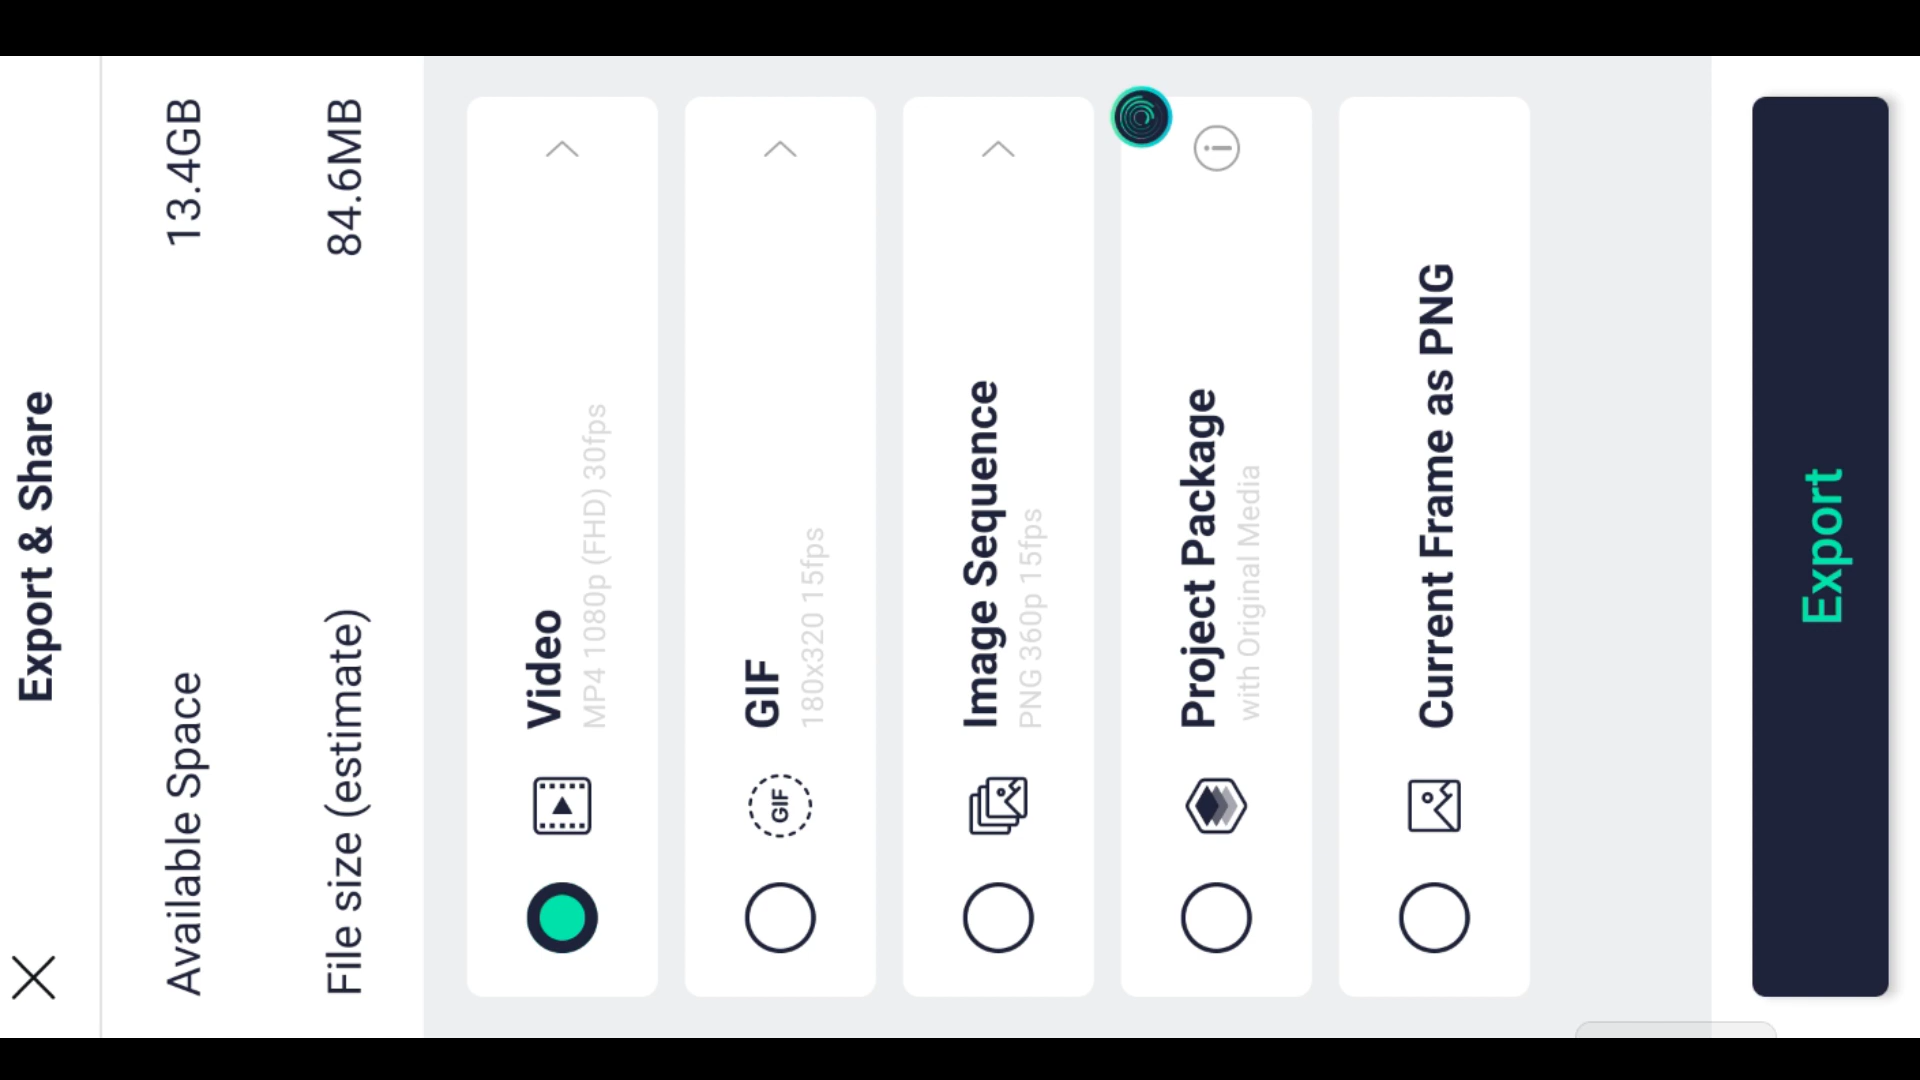 Export & Share
Available Space 13.4GB
File size (estimate) 84.6MB
Video
MP4 1080p (FHD) 30fps
GIF
GIF
180x320 15fps
Image Sequence
PNG 360p 15fps
Project Package
with Original Media
Current Frame as PNG
Export